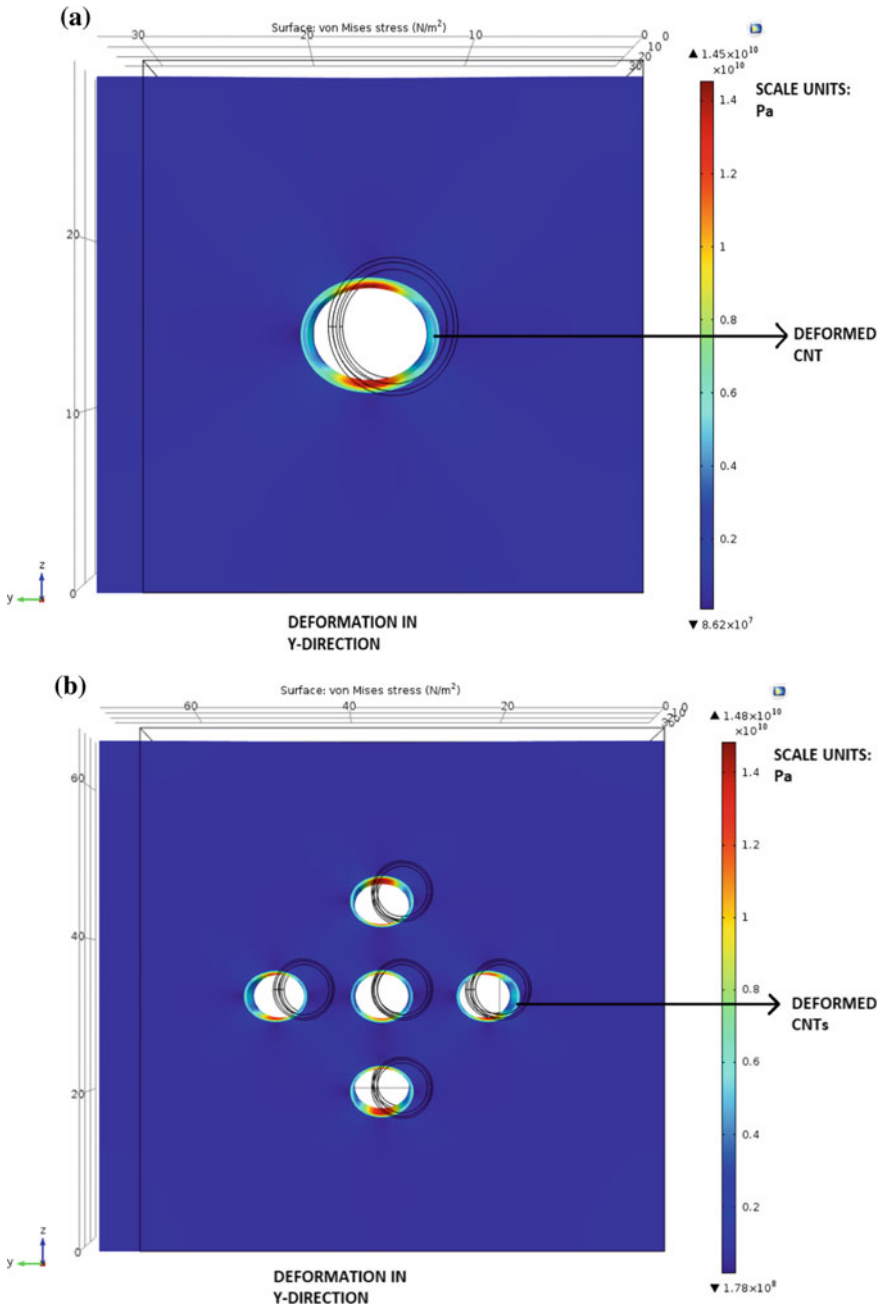 (a)
Surface: von Mises stress (N/m²)
30 20 10 0 0
10
20
30
▲ 1.45×10¹⁰
×10¹⁰
SCALE UNITS:
Pa
1.4
1.2
1
0.8
0.6
0.4
0.2
▼ 8.62×10⁷
20
10
0
DEFORMED
CNT
z
y
DEFORMATION IN
Y-DIRECTION
(b)
Surface: von Mises stress (N/m²)
60 40 20 0
▲ 1.48×10¹⁰
×10¹⁰
SCALE UNITS:
Pa
1.4
1.2
1
0.8
0.6
0.4
0.2
▼ 1.78×10⁸
60
40
20
0
DEFORMED
CNTs
z
y
DEFORMATION IN
Y-DIRECTION